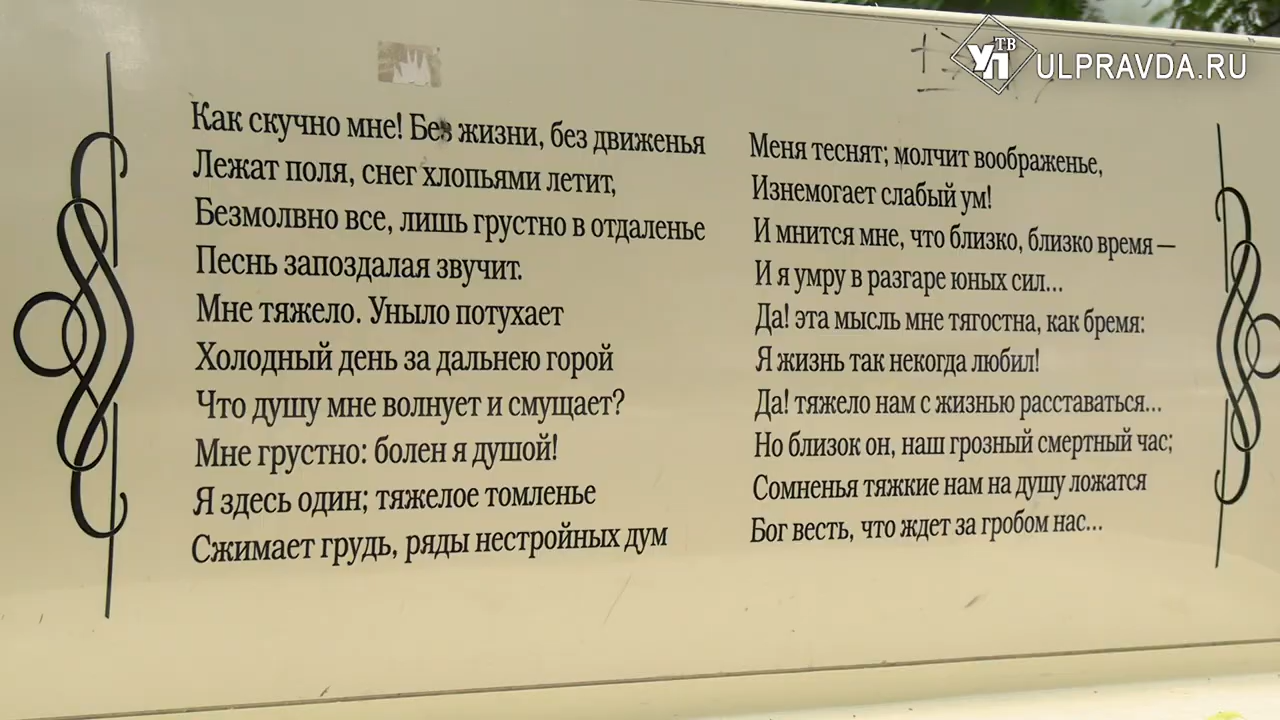 УП ТВ
ULPRAVDA.RU
Как скучно мне! Без жизни, без движенья
Лежат поля, снег хлопьями летит,
Безмолвно все, лишь грустно в отдаленье
Песнь запоздалая звучит.
Мне тяжело. Уныло потухает
Холодный день за дальнею горой
Что душу мне волнует и смущает?
Мне грустно: болен я душой!
Я здесь один; тяжелое томленье
Сжимает грудь, ряды нестройных дум
Меня теснят; молчит воображенье,
Изнемогает слабый ум!
И мнится мне, что близко, близко время —
И я умру в разгаре юных сил...
Да! эта мысль мне тягостна, как бремя:
Я жизнь так некогда любил!
Да! тяжело нам с жизнью расставаться...
Но близок он, наш грозный смертный час;
Сомненья тяжкие нам на душу ложатся
Бог весть, что ждет за гробом нас...